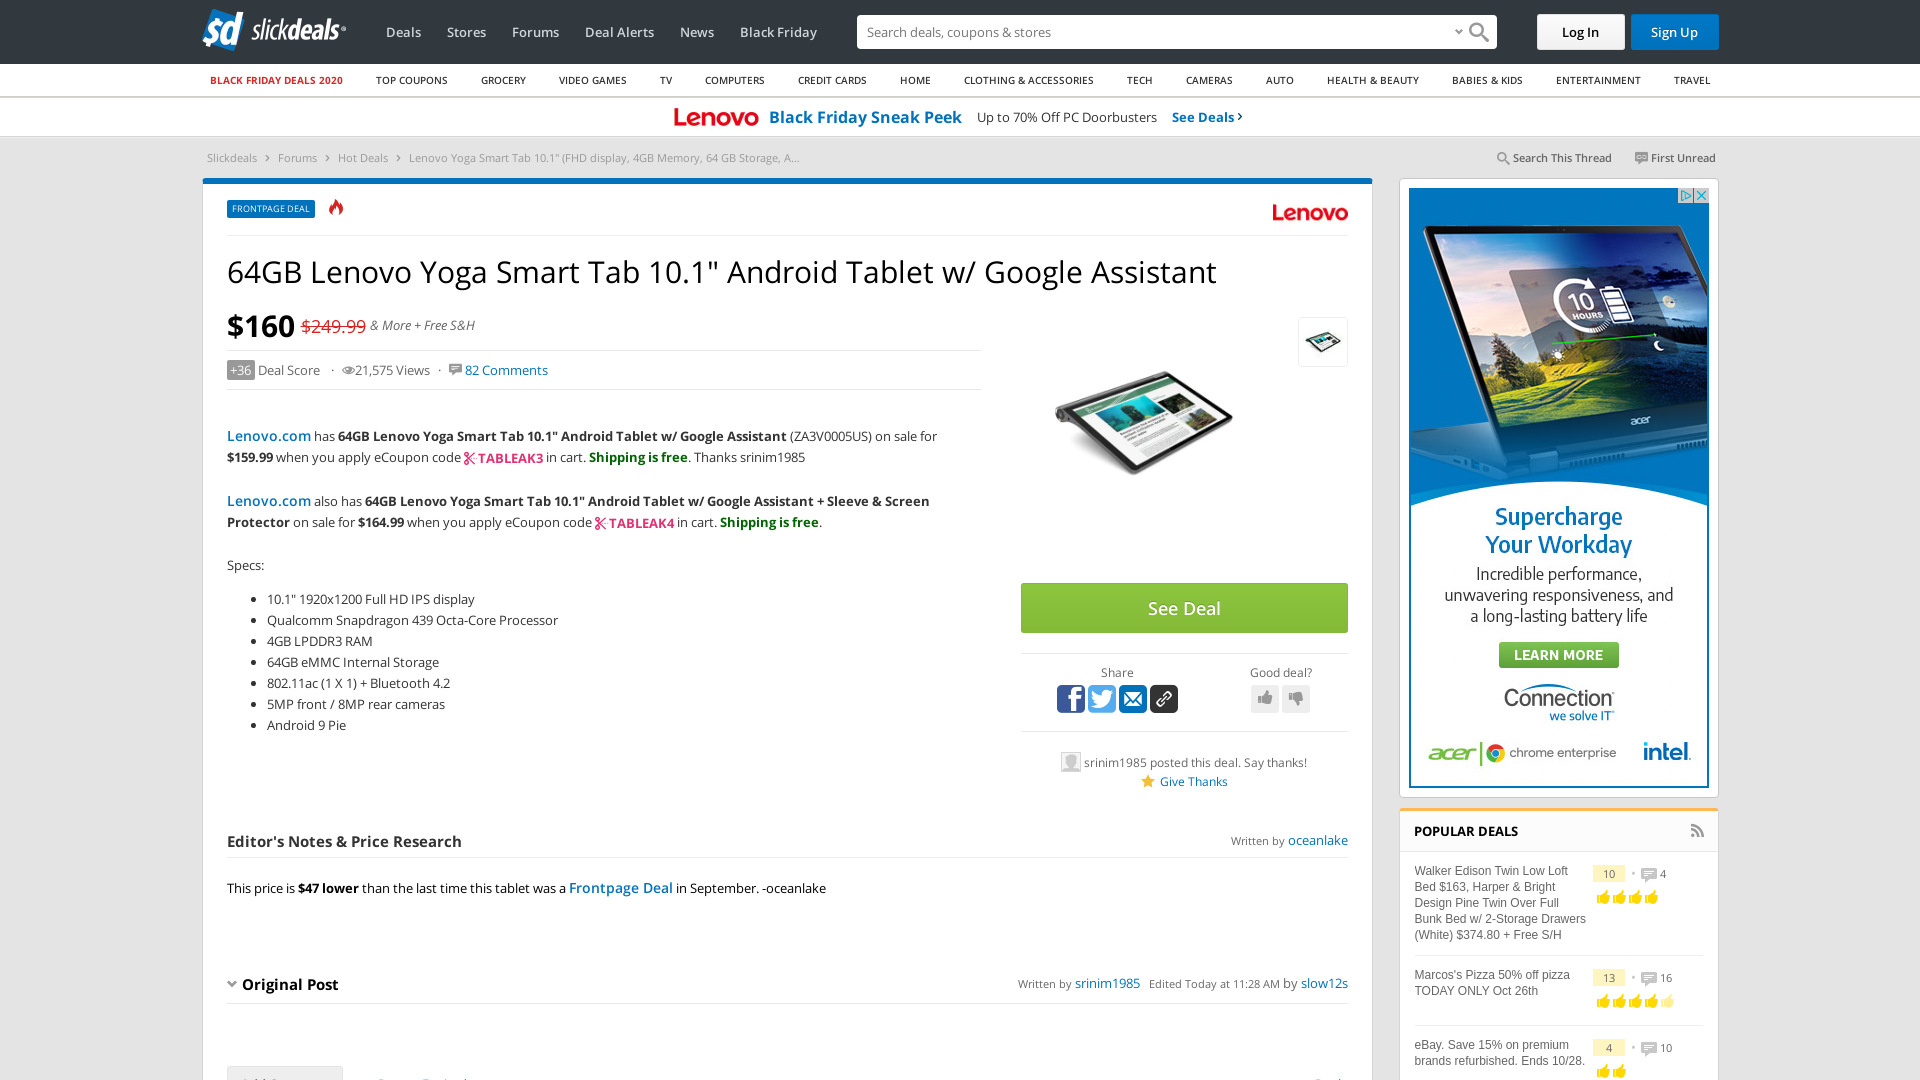 slickdeals
Deals Stores Forums Deal Alerts News Black Friday Search deals, coupons & stores Log In Sign Up
BLACK FRIDAY DEALS 2020 TOP COUPONS GROCERY VIDEO GAMES TV COMPUTERS CREDIT CARDS HOME CLOTHING & ACCESSORIES TECH CAMERAS AUTO HEALTH & BEAUTY BABIES & KIDS ENTERTAINMENT TRAVEL
Lenovo Black Friday Sneak Peek Up to 70% Off PC Doorbusters See Deals
Slickdeals Forums Hot Deals Lenovo Yoga Smart Tab 10.1" (FHD display, 4GB Memory, 64 GB Storage, A... Search This Thread First Unread
FRONTPAGE DEAL
Lenovo
64GB Lenovo Yoga Smart Tab 10.1" Android Tablet w/ Google Assistant
$160 $249.99 & More + Free S&H
+36 Deal Score · 21,575 Views · 82 Comments
Lenovo.com has 64GB Lenovo Yoga Smart Tab 10.1" Android Tablet w/ Google Assistant (ZA3V0005US) on sale for
$159.99 when you apply eCoupon code TABLEAK3 in cart. Shipping is free. Thanks srinim1985
Lenovo.com also has 64GB Lenovo Yoga Smart Tab 10.1" Android Tablet w/ Google Assistant + Sleeve & Screen
Protector on sale for $164.99 when you apply eCoupon code TABLEAK4 in cart. Shipping is free.
Specs:
10.1" 1920x1200 Full HD IPS display
Qualcomm Snapdragon 439 Octa-Core Processor
4GB LPDDR3 RAM
64GB eMMC Internal Storage
802.11ac (1 X 1) + Bluetooth 4.2
5MP front / 8MP rear cameras
Android 9 Pie
See Deal
Share Good deal?
srinim1985 posted this deal. Say thanks!
Give Thanks
Editor's Notes & Price Research Written by oceanlake
This price is $47 lower than the last time this tablet was a Frontpage Deal in September. -oceanlake
Original Post Written by srinim1985 Edited Today at 11:28 AM by slow12s
10
HOURS
acer
Supercharge
Your Workday
Incredible performance,
unwavering responsiveness, and
a long-lasting battery life
LEARN MORE
Connection
we solve IT
acer chrome enterprise intel.
POPULAR DEALS
Walker Edison Twin Low Loft
Bed $163, Harper & Bright
Design Pine Twin Over Full
Bunk Bed w/ 2-Storage Drawers
(White) $374.80 + Free S/H
10 4
Marcos's Pizza 50% off pizza
TODAY ONLY Oct 26th
13 16
eBay. Save 15% on premium
brands refurbished. Ends 10/28.
4 10